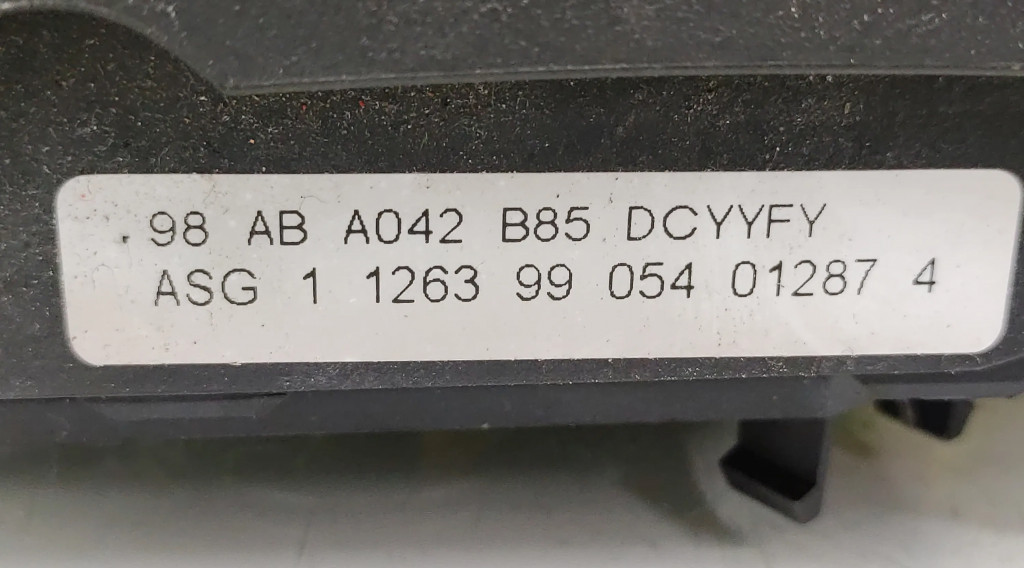 98 AB A042 B85 DCYYFY
ASG 1 1263 99 054 01287 4